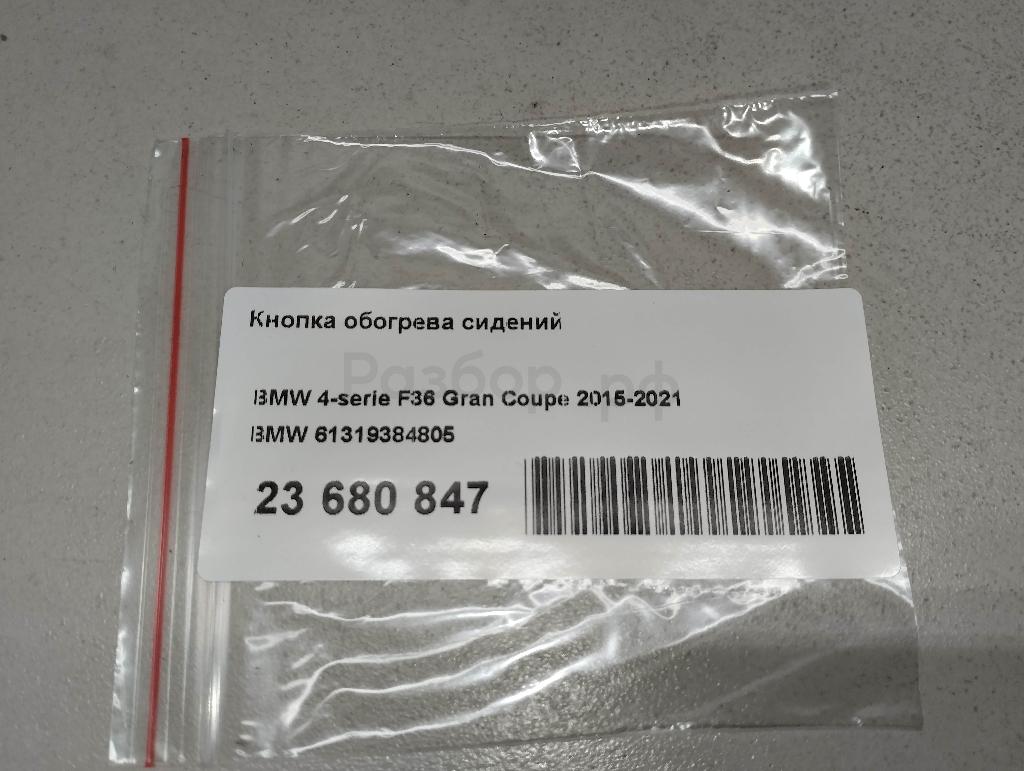 Кнопка обогрева сидений
Разбор.рф
BMW 4-serie F36 Gran Coupe 2015-2021
BMW 61319384805
23 680 847